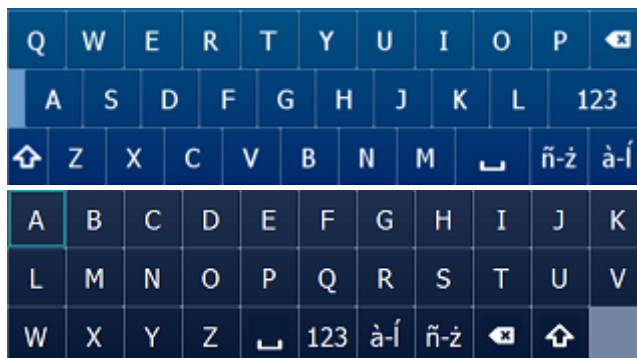 Q W E R T Y U I O P
A S D F G H J K L 123
Z X C V B N M ñ-ż à-Í
A B C D E F G H I J K
L M N O P Q R S T U V
W X Y Z 123 à-Í ñ-ż